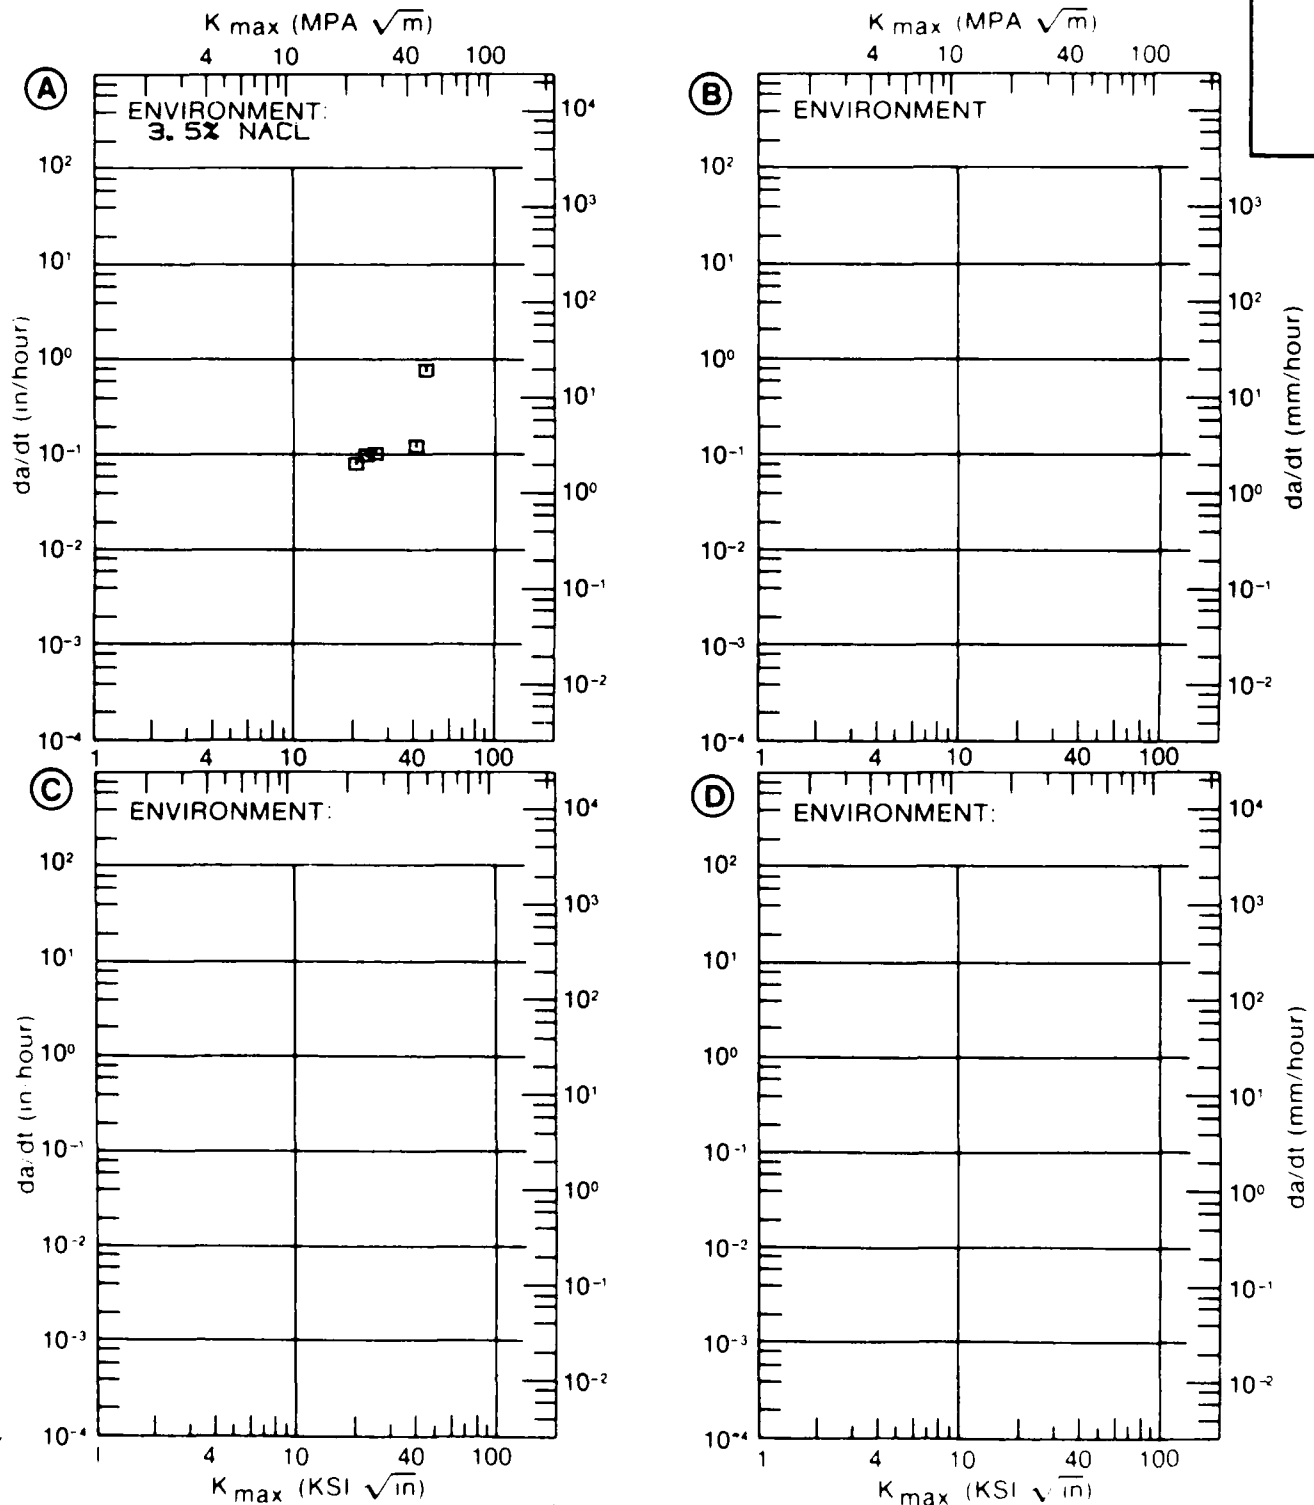 K max (MPA √m)
4 10 40 100
A
ENVIRONMENT:
3.5% NACL
10⁴
10²
10³
10¹
10²
10⁰
10¹
10⁻¹
10⁰
10⁻²
10⁻¹
10⁻³
10⁻²
10⁻⁴
1 4 10 40 100
da/dt (in/hour)
K max (MPA √m)
4 10 40 100
B
ENVIRONMENT
10²
10³
10¹
10²
10⁰
10¹
10⁻¹
10⁰
10⁻²
10⁻¹
10⁻³
10⁻²
10⁻⁴
1 4 10 40 100
da/dt (mm/hour)
C
ENVIRONMENT:
10⁴
10²
10³
10¹
10²
10⁰
10¹
10⁻¹
10⁰
10⁻²
10⁻¹
10⁻³
10⁻²
10⁻⁴
1 4 10 40 100
da/dt (in/hour)
K max (KSI √in)
D
ENVIRONMENT:
10⁴
10²
10³
10¹
10²
10⁰
10¹
10⁻¹
10⁰
10⁻²
10⁻¹
10⁻³
10⁻²
10⁻⁴
1 4 10 40 100
da/dt (mm/hour)
K max (KSI √in)